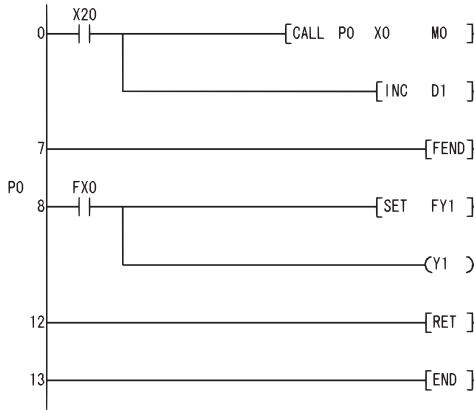 X20
0 [CALL P0 X0 M0 ]
[INC D1 ]
7 [FEND]
P0 FX0
8 [SET FY1 ]
(Y1 )
12 [RET ]
13 [END ]